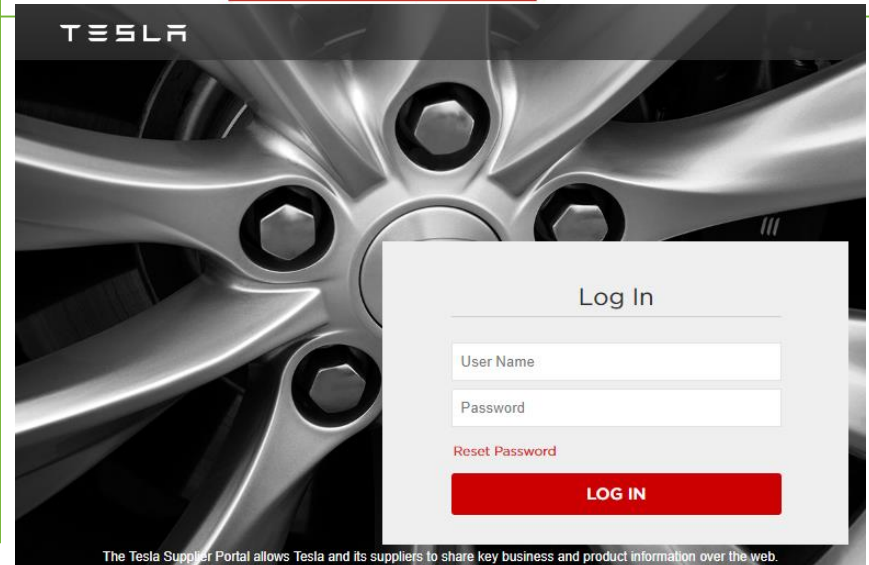 TESLA
Log In
User Name
Password
Reset Password
LOG IN
The Tesla Supplier Portal allows Tesla and its suppliers to share key business and product information over the web.